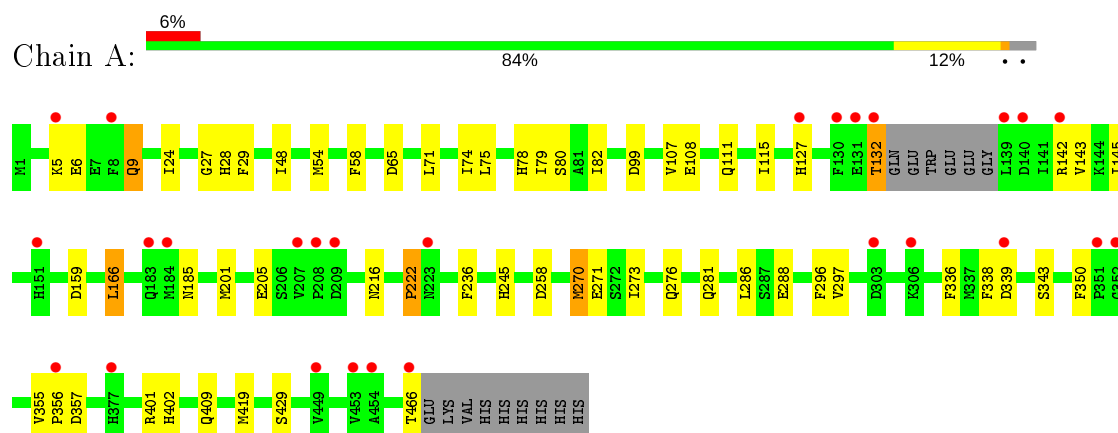 6%
Chain A:
84% 12% • •
M1 K5 E6 E7 F8 Q9 I24 G27 H28 F29 I48 M54 F58 D65 L71 I74 L75 H78 I79 S80 A81 I82 D99 V107 E108 Q111 I115 H127 F130 E131 T132 GLN GLU TRP GLU GLU GLY L139 D140 I141 R142 V143 K144
H151 D159 L166 Q183 M184 N185 M201 E205 S206 V207 P208 D209 N216 P222 N223 F236 H245 D258 M270 E271 S272 I273 Q276 Q281 L286 S287 E288 F296 V297 D303 K306 F336 M337 F338 D339 S343 F350 P351
V355 P356 D357 H377 R401 H402 Q409 M419 S429 V449 V453 A454 T466 GLU LYS VAL HIS HIS HIS HIS HIS HIS